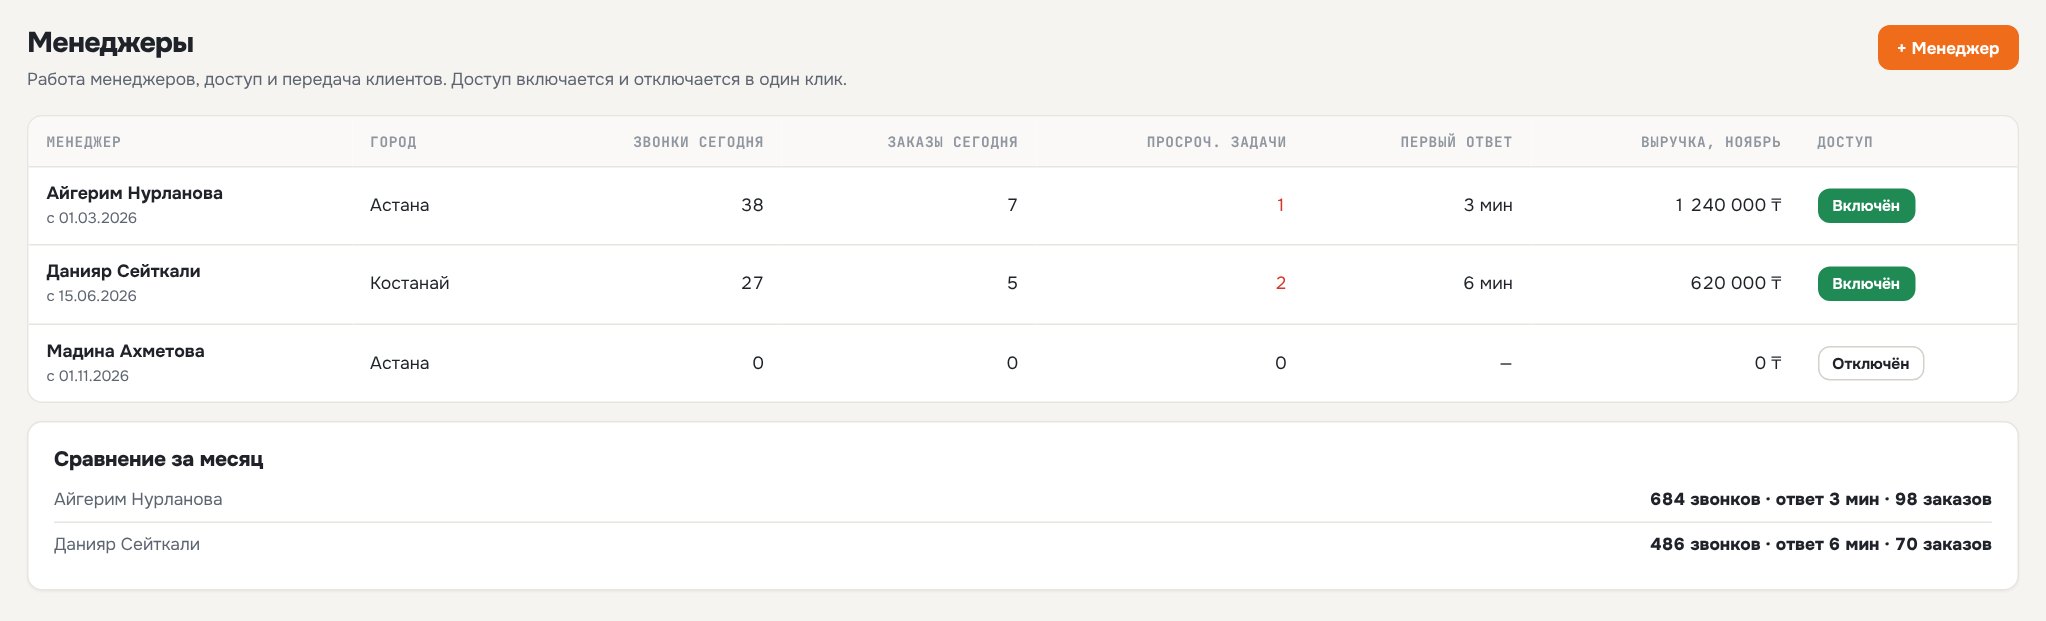 Менеджеры
+ Менеджер
Работа менеджеров, доступ и передача клиентов. Доступ включается и отключается в один клик.
МЕНЕДЖЕР ГОРОД ЗВОНКИ СЕГОДНЯ ЗАКАЗЫ СЕГОДНЯ ПРОСРОЧ. ЗАДАЧИ ПЕРВЫЙ ОТВЕТ ВЫРУЧКА, НОЯБРЬ ДОСТУП
Айгерим Нурланова
с 01.03.2026
Астана 38 7 1 3 мин 1 240 000 ₸ Включён
Данияр Сейткали
с 15.06.2026
Костанай 27 5 2 6 мин 620 000 ₸ Включён
Мадина Ахметова
с 01.11.2026
Астана 0 0 0 — 0 ₸ Отключён
Сравнение за месяц
Айгерим Нурланова 684 звонков · ответ 3 мин · 98 заказов
Данияр Сейткали 486 звонков · ответ 6 мин · 70 заказов